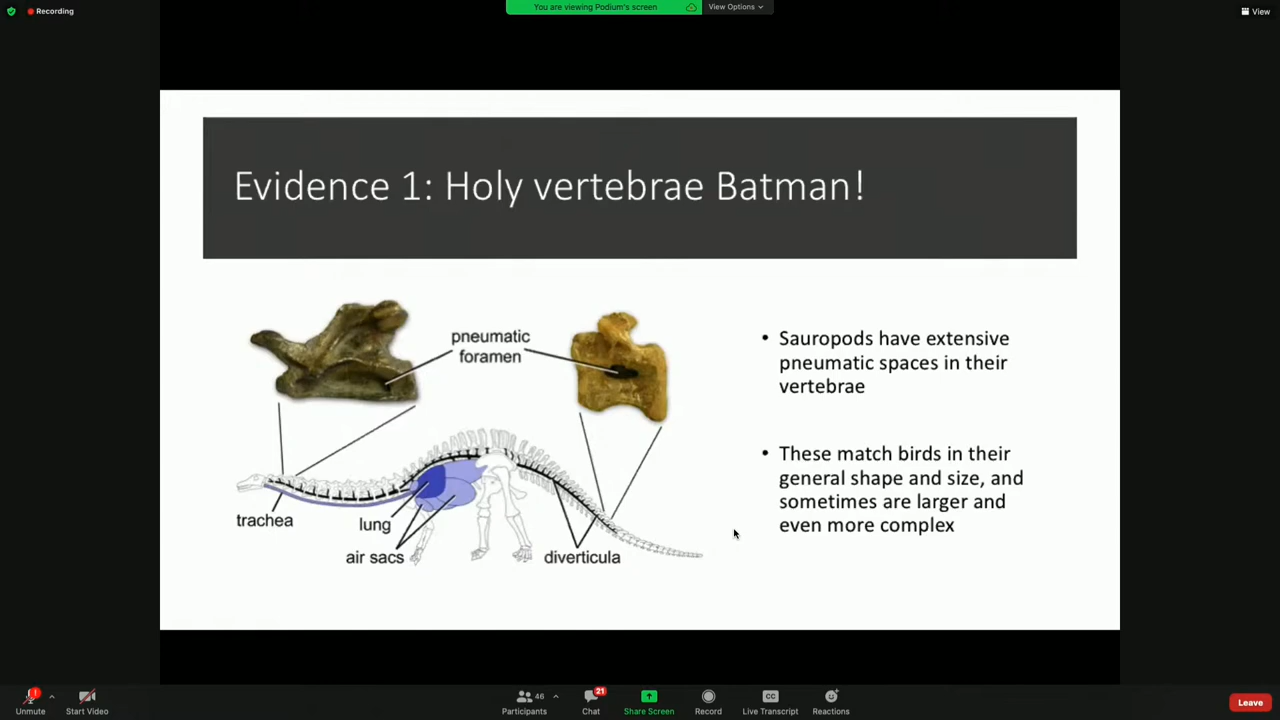 Recording
You are viewing Podium's screen
View Options
View
Evidence 1: Holy vertebrae Batman!
pneumatic
foramen
trachea
lung
air sacs
diverticula
• Sauropods have extensive
pneumatic spaces in their
vertebrae
• These match birds in their
general shape and size, and
sometimes are larger and
even more complex
Unmute
Start Video
46
Participants
21
Chat
Share Screen
Record
CC
Live Transcript
Reactions
Leave